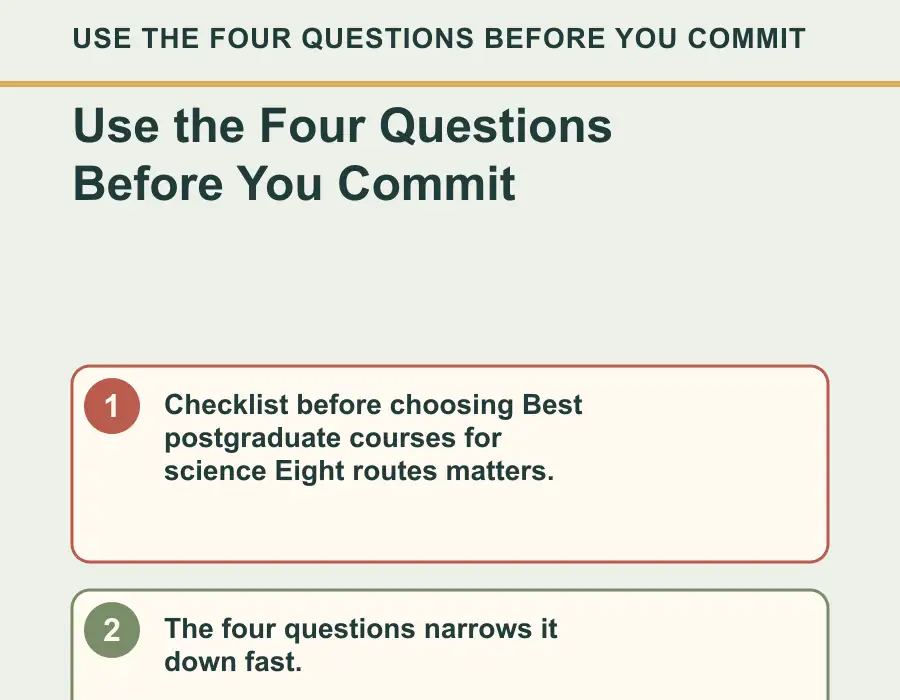 USE THE FOUR QUESTIONS BEFORE YOU COMMIT
Use the Four Questions
Before You Commit
1
Checklist before choosing Best
postgraduate courses for
science Eight routes matters.
2
The four questions narrows it
down fast.